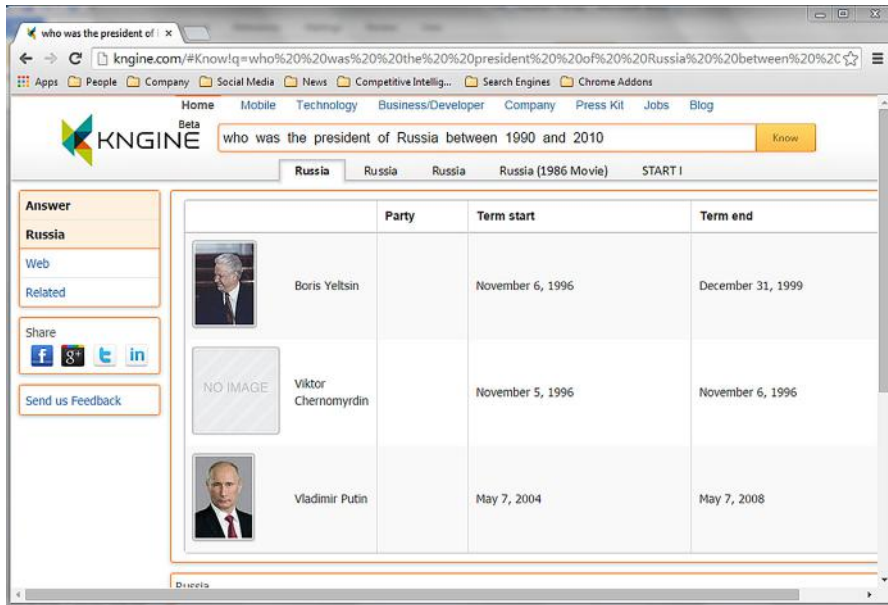 who was the president of
kngine.com/#Know!q=who%20%20was%20%20the%20%20president%20%20of%20%20Russia%20%20between%20%2C
Apps People Company Social Media News Competitive Intellig... Search Engines Chrome Addons
Home Mobile Technology Business/Developer Company Press Kit Jobs Blog
Beta
KNGINE
who was the president of Russia between 1990 and 2010
Know
Russia Russia Russia Russia (1986 Movie) START I
Answer
Russia
Web
Related
Share
f g+ t in
Send us Feedback
Party Term start Term end
Boris Yeltsin November 6, 1996 December 31, 1999
NO IMAGE
Viktor
Chernomyrdin
November 5, 1996 November 6, 1996
Vladimir Putin May 7, 2004 May 7, 2008
Russia